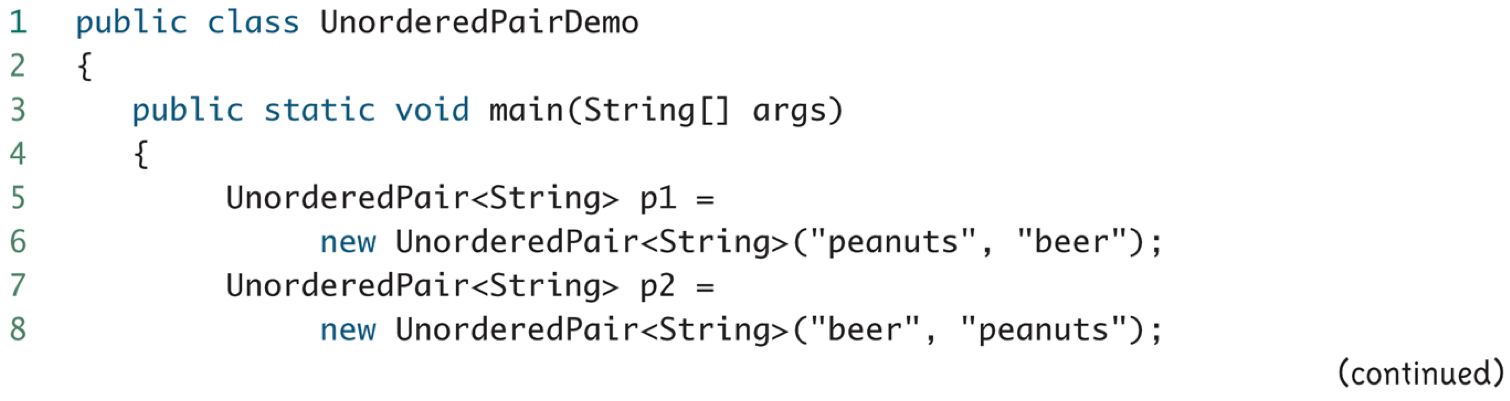 1 public class UnorderedPairDemo
2 {
3 public static void main(String[] args)
4 {
5 UnorderedPair<String> p1 =
6 new UnorderedPair<String>("peanuts", "beer");
7 UnorderedPair<String> p2 =
8 new UnorderedPair<String>("beer", "peanuts");
(continued)